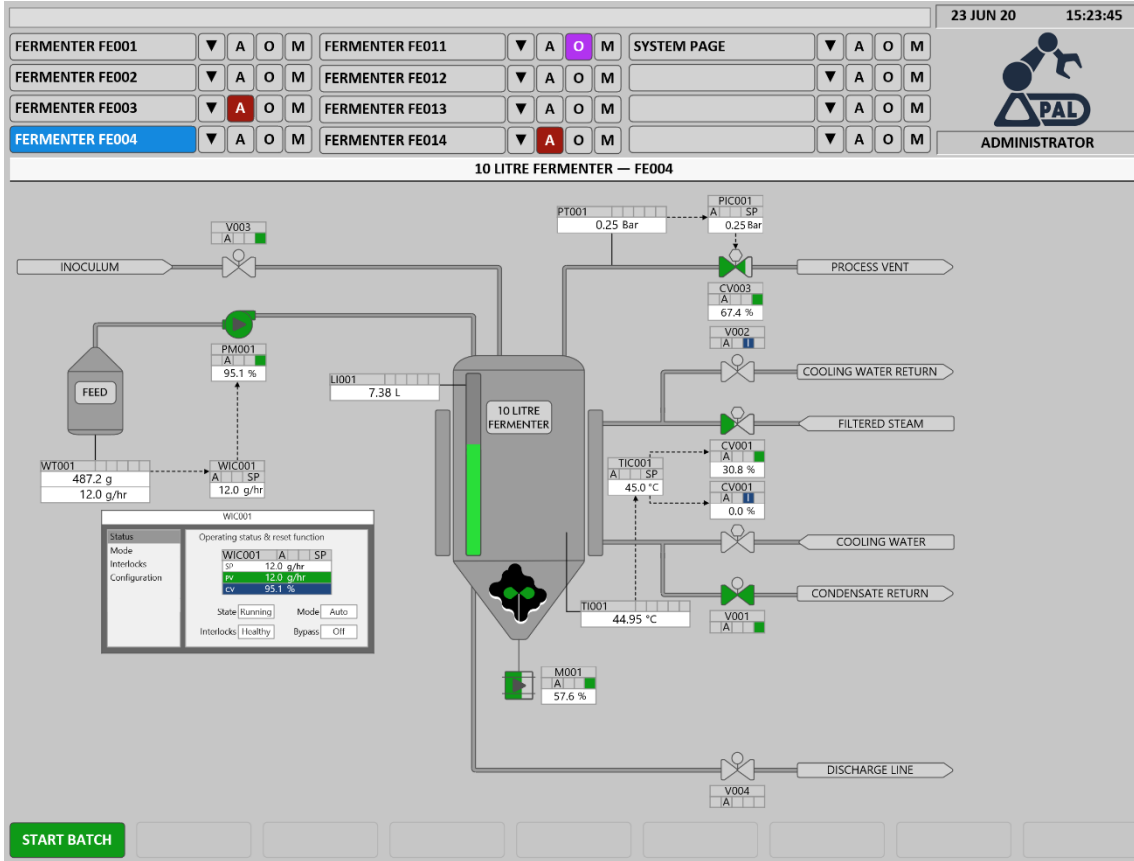 23 JUN 20 15:23:45
FERMENTER FE001 ▼ A O M FERMENTER FE011 ▼ A O M SYSTEM PAGE ▼ A O M
FERMENTER FE002 ▼ A O M FERMENTER FE012 ▼ A O M ▼ A O M
FERMENTER FE003 ▼ A O M FERMENTER FE013 ▼ A O M ▼ A O M
FERMENTER FE004 ▼ A O M FERMENTER FE014 ▼ A O M ▼ A O M
PAL
ADMINISTRATOR
10 LITRE FERMENTER — FE004
PIC001
A SP
0.25 Bar
PT001
0.25 Bar
V003
A
INOCULUM
PROCESS VENT
CV003
A
67.4 %
V002
A I
PM001
A
95.1 %
COOLING WATER RETURN
LI001
7.38 L
FEED
10 LITRE
FERMENTER
FILTERED STEAM
CV001
A
30.8 %
TIC001
A SP
45.0 °C
CV001
A I
0.0 %
WT001
487.2 g
12.0 g/hr
WIC001
A SP
12.0 g/hr
WIC001
Status
Mode
Interlocks
Configuration
Operating status & reset function
WIC001 A SP
SP 12.0 g/hr
PV 12.0 g/hr
CV 95.1 %
State Running Mode Auto
Interlocks Healthy Bypass Off
COOLING WATER
CONDENSATE RETURN
TI001
44.95 °C
V001
A
M001
A
57.6 %
DISCHARGE LINE
V004
A
START BATCH